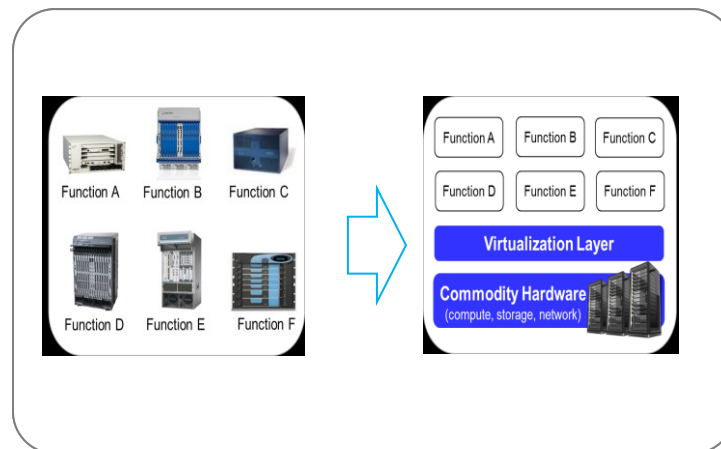 Function A
Function B
Function C
Function D
Function E
Function F
Function A
Function B
Function C
Function D
Function E
Function F
Virtualization Layer
Commodity Hardware
(compute, storage, network)